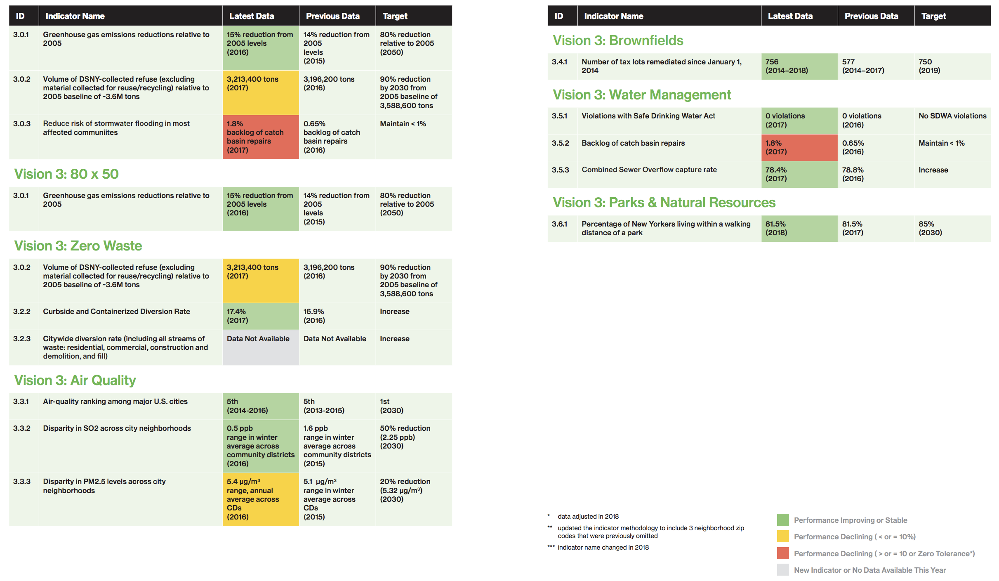 ID Indicator Name Latest Data Previous Data Target
3.0.1 Greenhouse gas emissions reductions relative to 15% reduction from 14% reduction from 80% reduction
2005 2005 levels 2005 relative to 2005
(2016) levels (2050)
(2015)
3.0.2 Volume of DSNY-collected refuse (excluding 3,213,400 tons 3,196,200 tons 90% reduction
material collected for reuse/recycling) relative to (2017) (2016) by 2030 from
2005 baseline of ~3.6M tons 2005 baseline of
3,588,600 tons
3.0.3 Reduce risk of stormwater flooding in most 1.8% 0.65% Maintain < 1%
affected communiites backlog of catch backlog of catch
basin repairs basin repairs
(2017) (2016)
Vision 3: 80 x 50
3.0.1 Greenhouse gas emissions reductions relative to 15% reduction from 14% reduction from 80% reduction
2005 2005 levels 2005 relative to 2005
(2016) levels (2050)
(2015)
Vision 3: Zero Waste
3.0.2 Volume of DSNY-collected refuse (excluding 3,213,400 tons 3,196,200 tons 90% reduction
material collected for reuse/recycling) relative to (2017) (2016) by 2030 from
2005 baseline of ~3.6M tons 2005 baseline of
3,588,600 tons
3.2.2 Curbside and Containerized Diversion Rate 17.4% 16.9% Increase
(2017) (2016)
3.2.3 Citywide diversion rate (including all streams of Data Not Available Data Not Available Increase
waste: residential, commercial, construction and
demolition, and fill)
Vision 3: Air Quality
3.3.1 Air-quality ranking among major U.S. cities 5th 5th 1st
(2014-2016) (2013-2015) (2030)
3.3.2 Disparity in SO2 across city neighborhoods 0.5 ppb 1.6 ppb 50% reduction
range in winter range in winter (2.25 ppb)
average across average across (2030)
community districts community districts
(2016) (2015)
3.3.3 Disparity in PM2.5 levels across city 5.4 µg/m³ 5.1 µg/m³ 20% reduction
neighborhoods range, annual range in winter (5.32 µg/m³)
average across average across (2030)
CDs CDs
(2016) (2015)
ID Indicator Name Latest Data Previous Data Target
Vision 3: Brownfields
3.4.1 Number of tax lots remediated since January 1, 756 577 750
2014 (2014–2018) (2014–2017) (2019)
Vision 3: Water Management
3.5.1 Violations with Safe Drinking Water Act 0 violations 0 violations No SDWA violations
(2017) (2016)
3.5.2 Backlog of catch basin repairs 1.8% 0.65% Maintain < 1%
(2017) (2016)
3.5.3 Combined Sewer Overflow capture rate 78.4% 78.8% Increase
(2017) (2016)
Vision 3: Parks & Natural Resources
3.6.1 Percentage of New Yorkers living within a walking 81.5% 81.5% 85%
distance of a park (2018) (2017) (2030)
* data adjusted in 2018
** updated the indicator methodology to include 3 neighborhood zip
codes that were previously omitted
*** indicator name changed in 2018
Performance Improving or Stable
Performance Declining ( < or = 10%)
Performance Declining ( > or = 10 or Zero Tolerance*)
New Indicator or No Data Available This Year